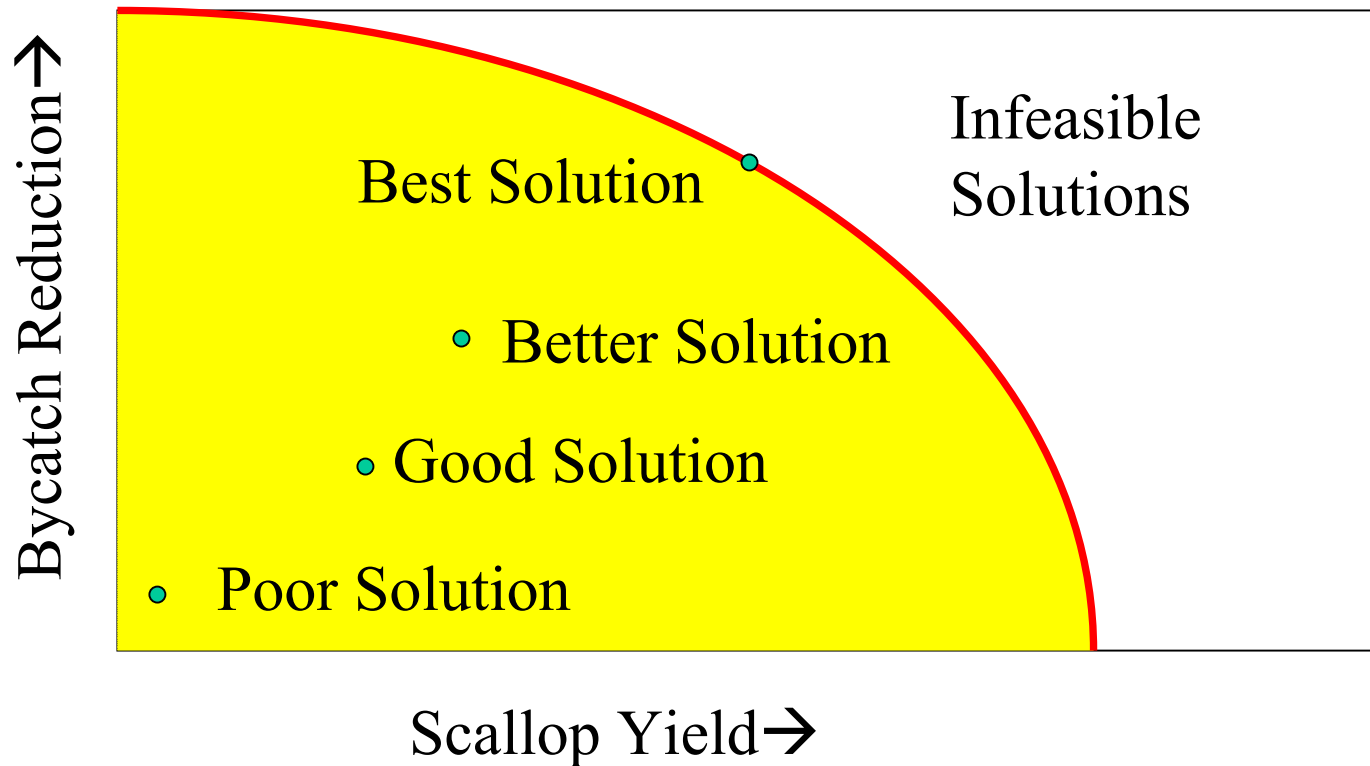 Bycatch Reduction→
Infeasible
Solutions
Best Solution
Better Solution
Good Solution
Poor Solution
Scallop Yield→